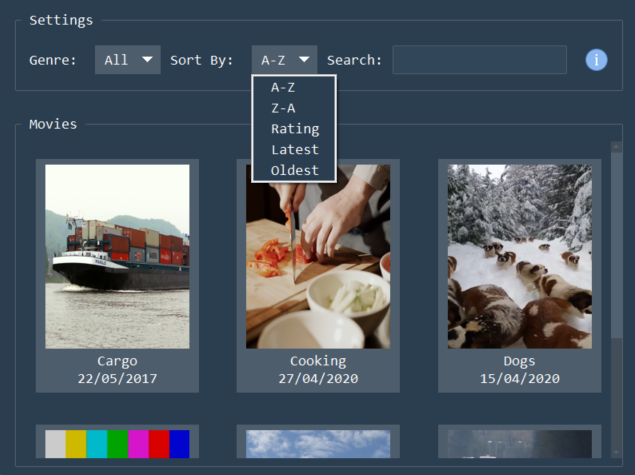 Settings
Genre: All Sort By: A-Z Search: i
A-Z
Z-A
Rating
Latest
Oldest
Movies
Cargo
22/05/2017
Cooking
27/04/2020
Dogs
15/04/2020